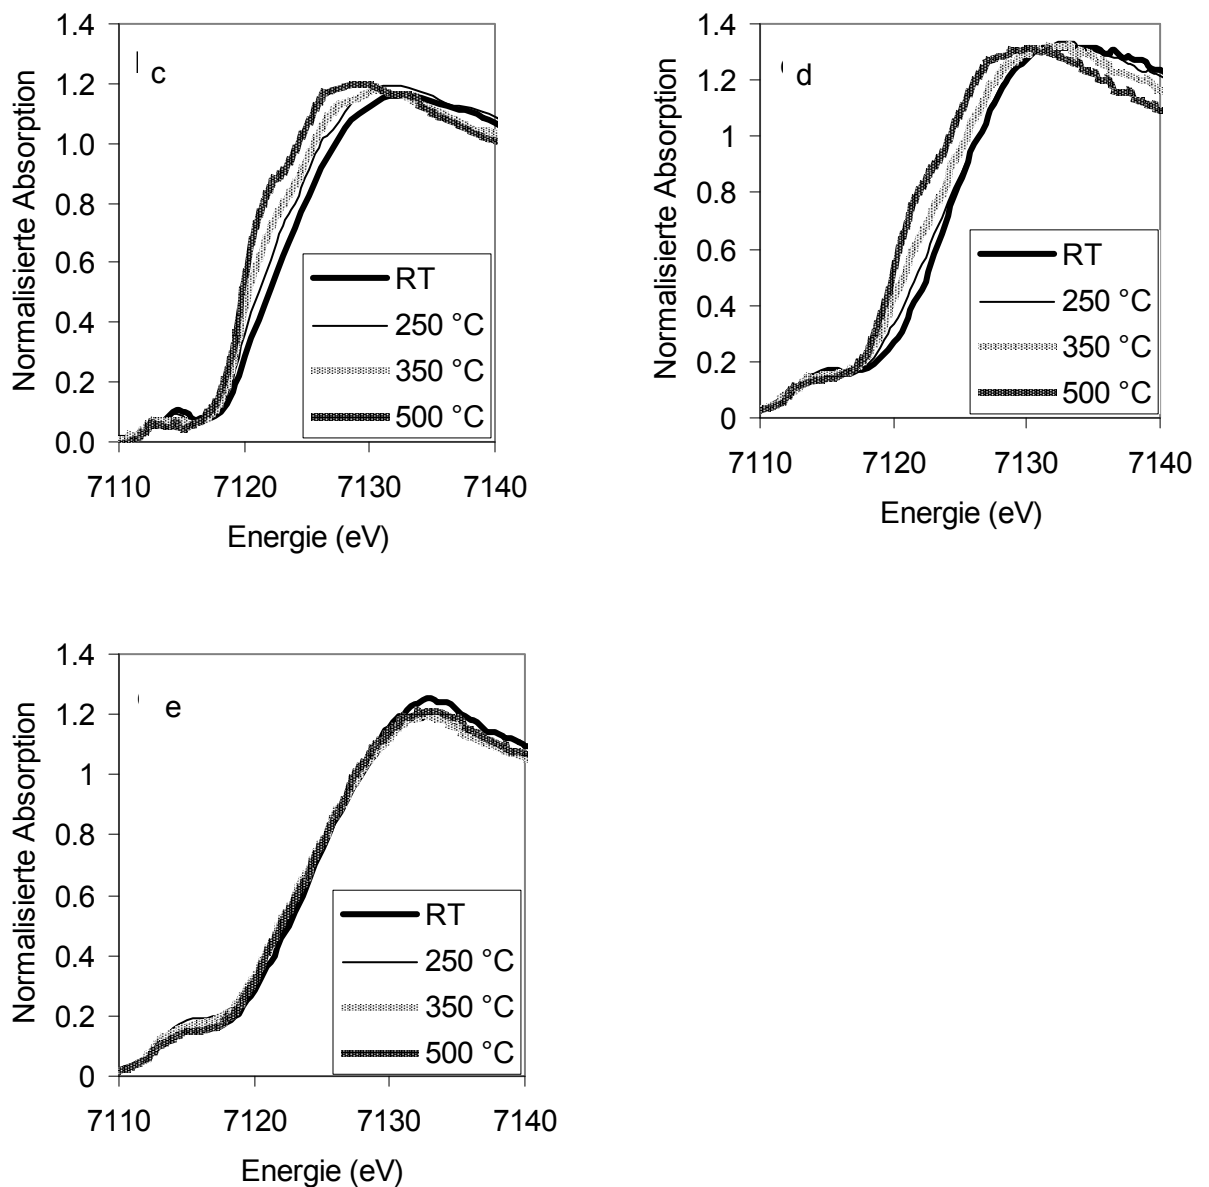 c
Normalisierte Absorption
1.4
1.2
1.0
0.8
0.6
0.4
0.2
0.0
RT
250 °C
350 °C
500 °C
7110 7120 7130 7140
Energie (eV)
d
Normalisierte Absorption
1.4
1.2
1
0.8
0.6
0.4
0.2
0
RT
250 °C
350 °C
500 °C
7110 7120 7130 7140
Energie (eV)
e
Normalisierte Absorption
1.4
1.2
1
0.8
0.6
0.4
0.2
0
RT
250 °C
350 °C
500 °C
7110 7120 7130 7140
Energie (eV)